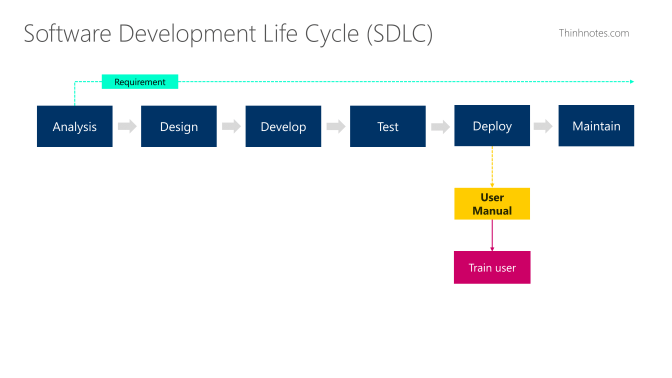 Software Development Life Cycle (SDLC)
Thinhnotes.com
Requirement
Analysis
Design
Develop
Test
Deploy
Maintain
User
Manual
Train user